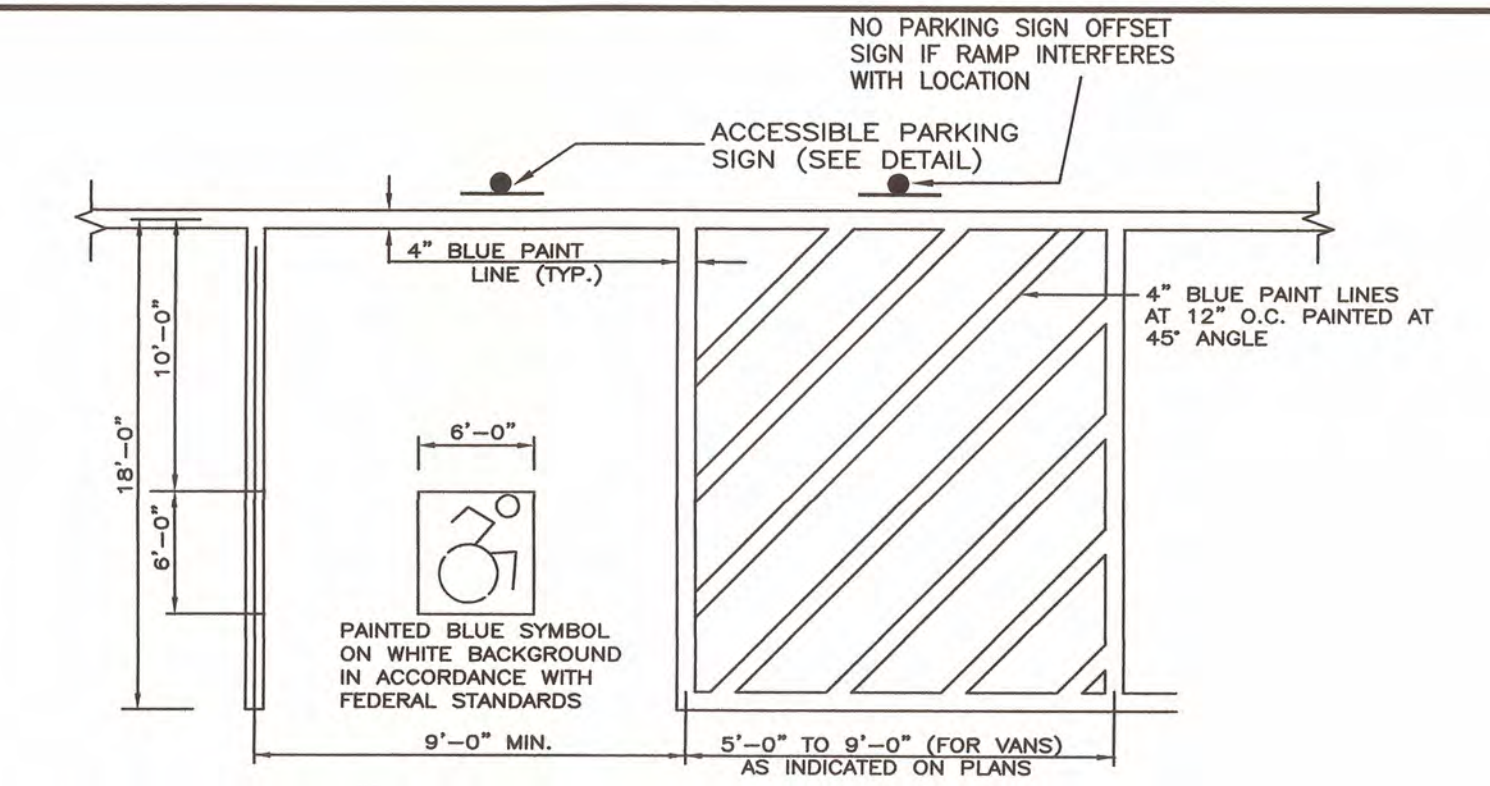 NO PARKING SIGN OFFSET
SIGN IF RAMP INTERFERES
WITH LOCATION
ACCESSIBLE PARKING
SIGN (SEE DETAIL)
4" BLUE PAINT
LINE (TYP.)
4" BLUE PAINT LINES
AT 12" O.C. PAINTED AT
45° ANGLE
10'-0"
18'-0"
6'-0"
6'-0"
PAINTED BLUE SYMBOL
ON WHITE BACKGROUND
IN ACCORDANCE WITH
FEDERAL STANDARDS
9'-0" MIN.
5'-0" TO 9'-0" (FOR VANS)
AS INDICATED ON PLANS